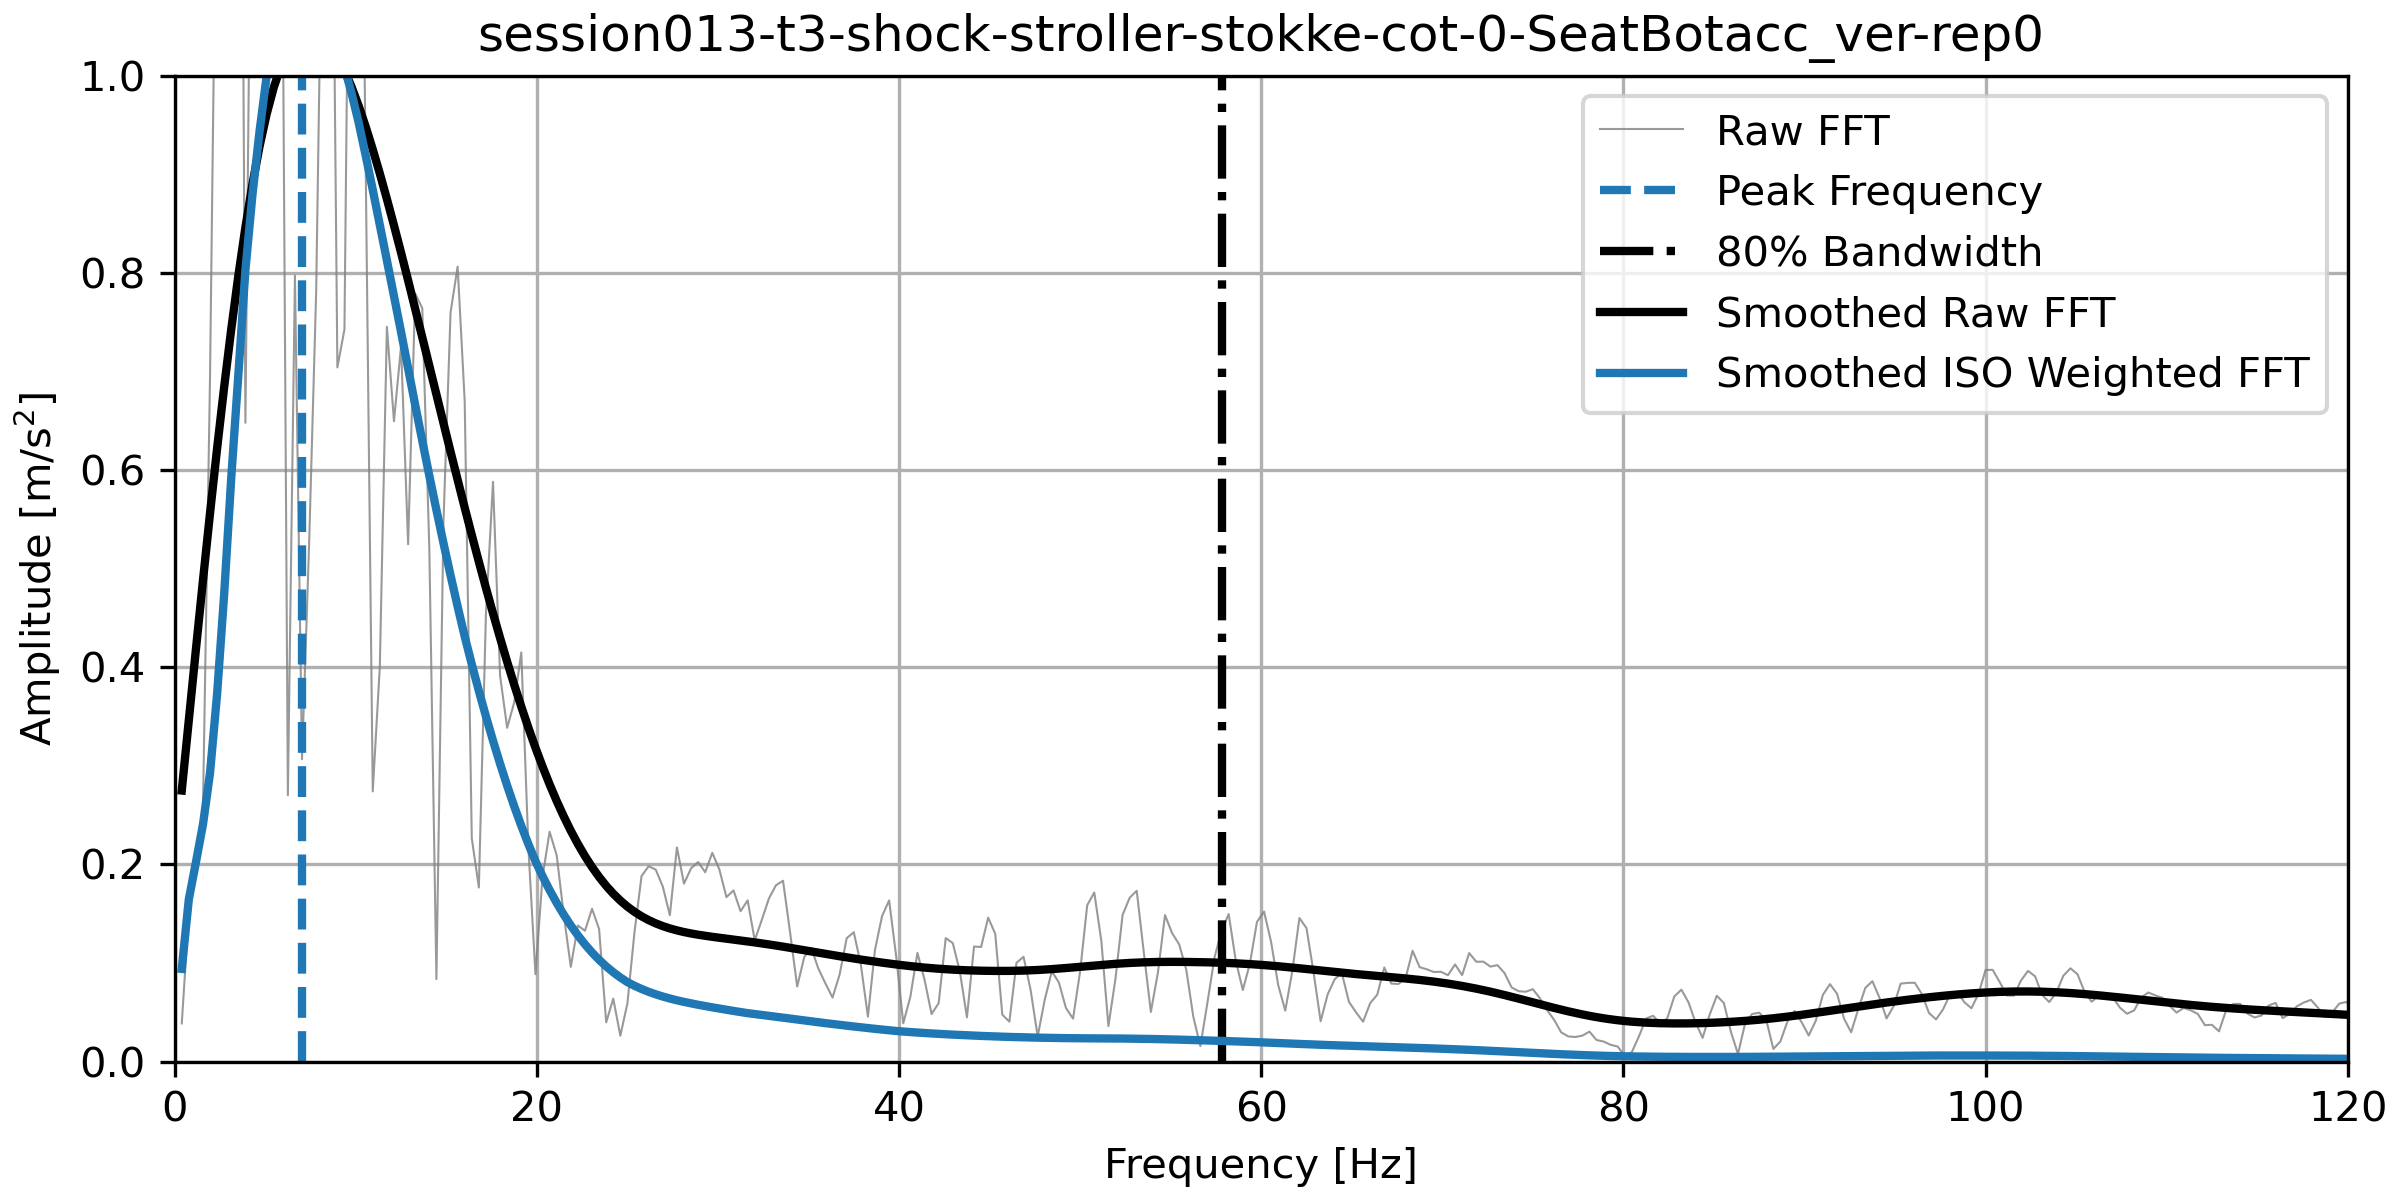 session013-t3-shock-stroller-stokke-cot-0-SeatBotacc_ver-rep0
1.0
0.8
0.6
0.4
0.2
0.0
Amplitude [m/s²]
Raw FFT
Peak Frequency
80% Bandwidth
Smoothed Raw FFT
Smoothed ISO Weighted FFT
0 20 40 60 80 100 120
Frequency [Hz]